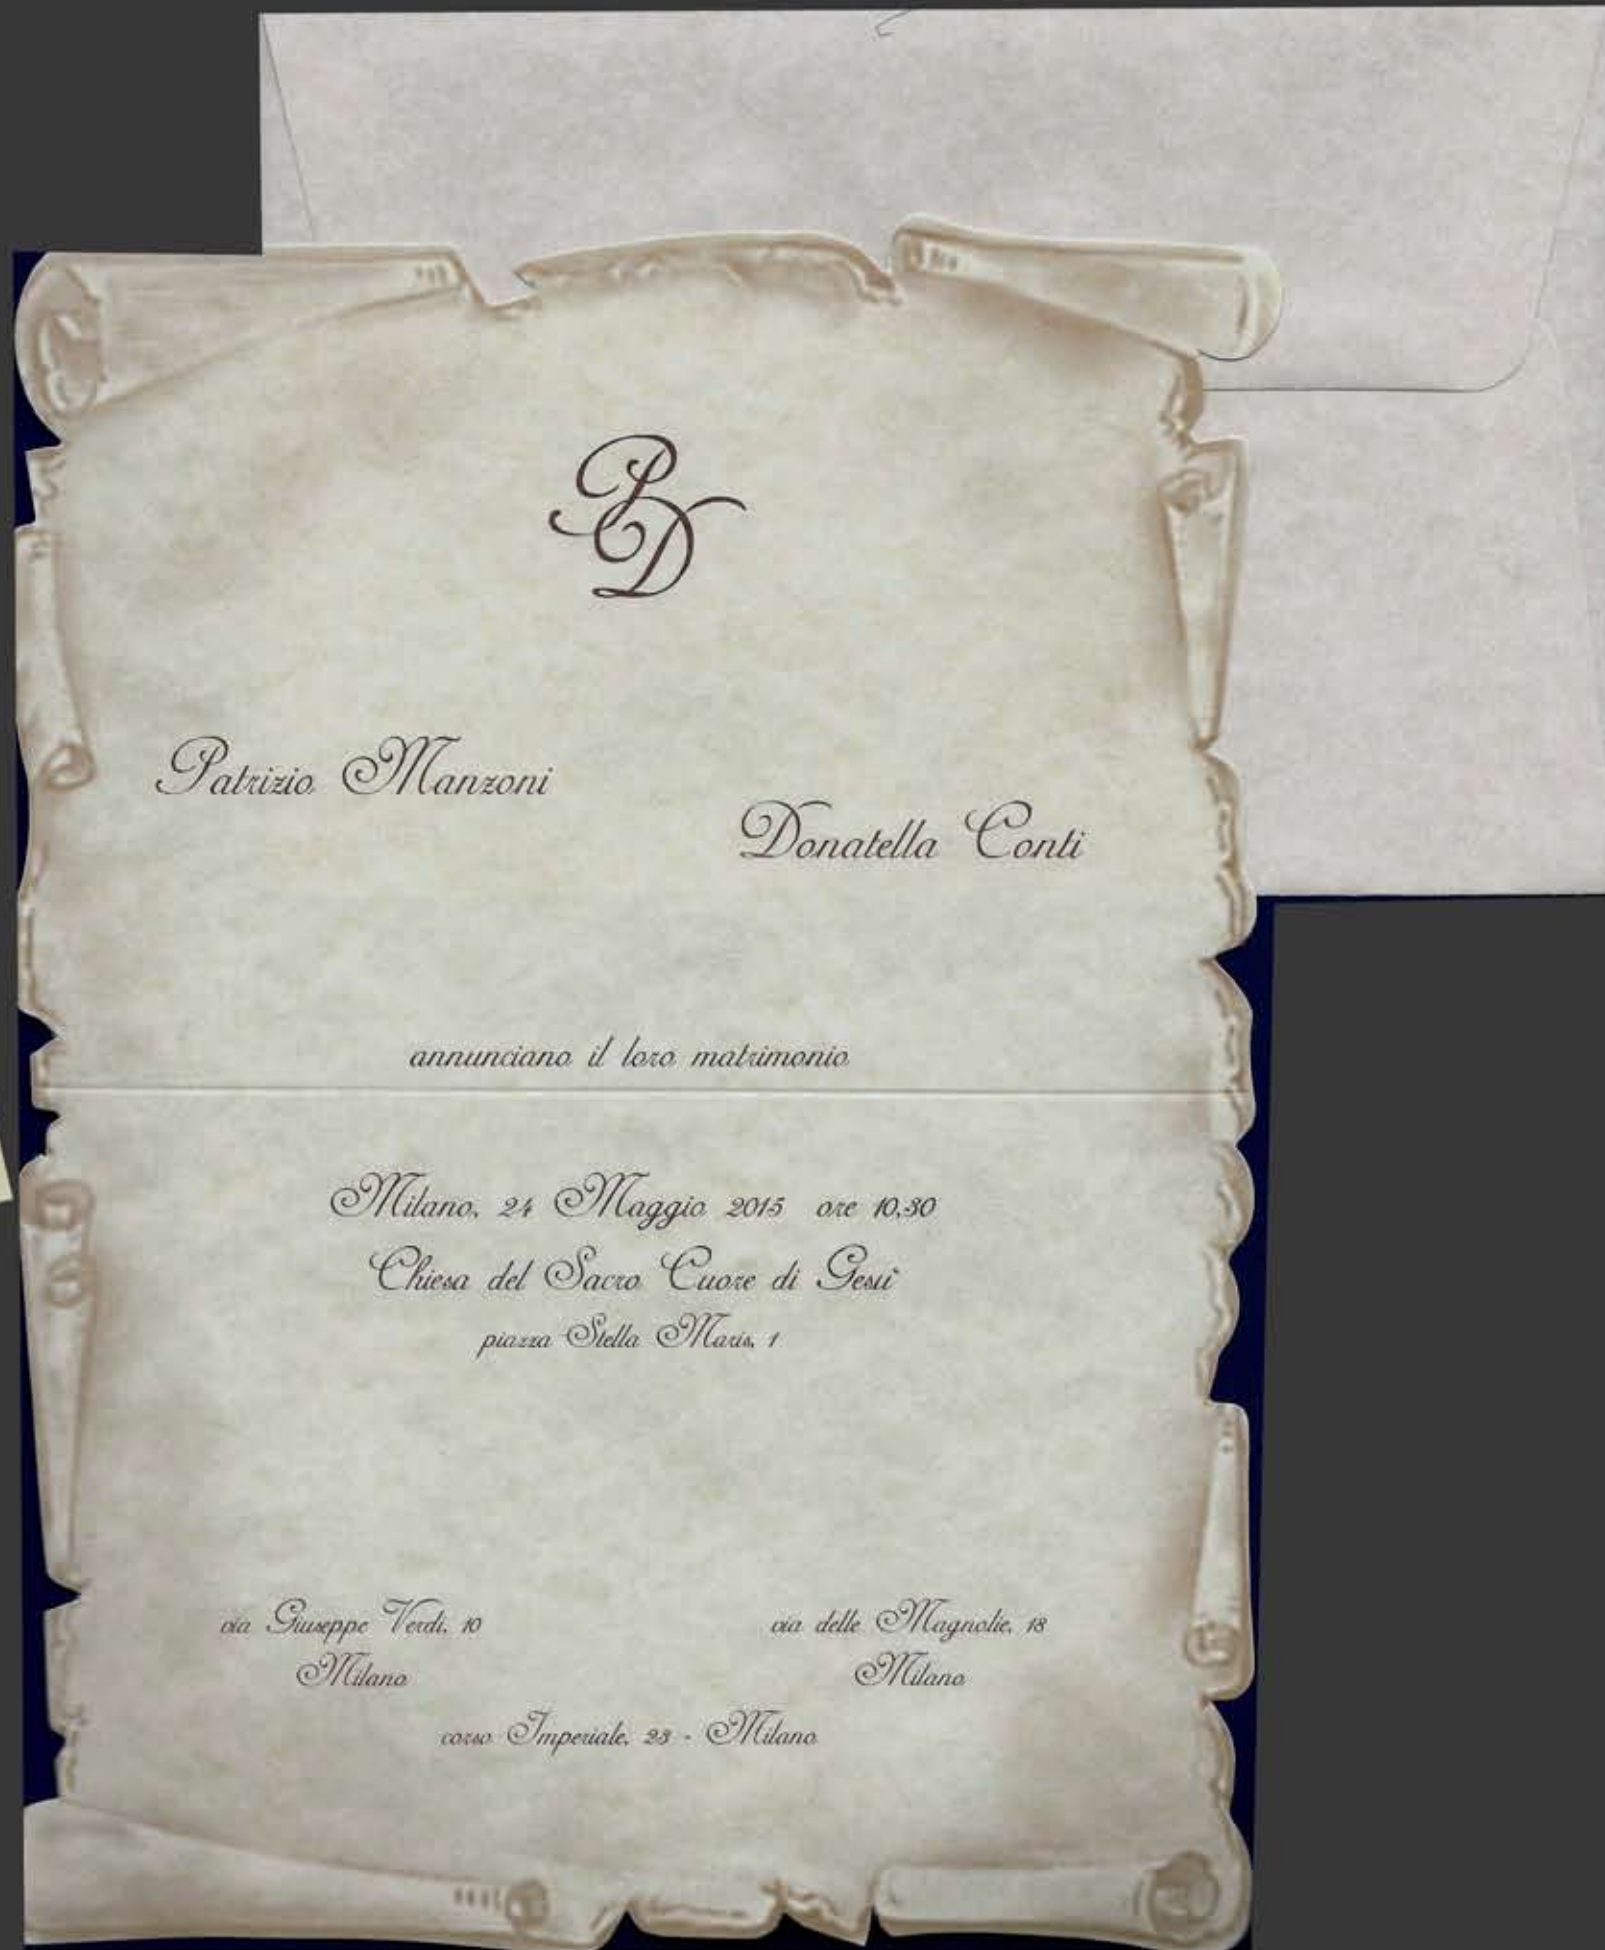 PD
Patrizio Manzoni
Donatella Conti
annunciano il loro matrimonio
Milano, 24 Maggio 2015 ore 10,30
Chiesa del Sacro Cuore di Gesù
piazza Stella Maris, 1
via Giuseppe Verdi, 10
via delle Magnolie, 18
Milano
Milano
corso Imperiale, 23 - Milano